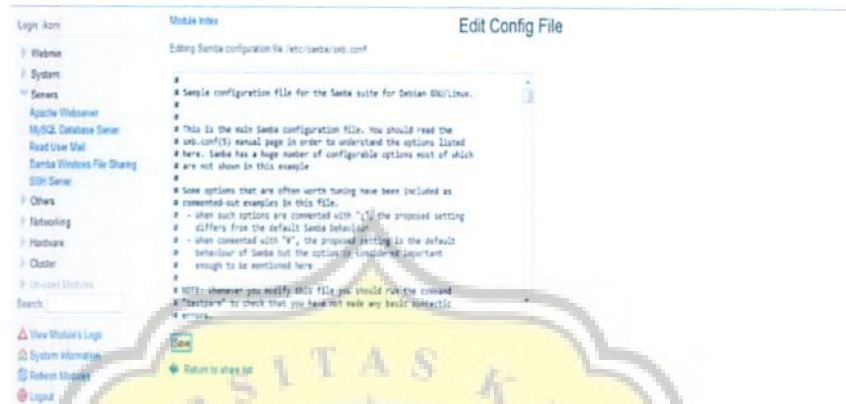 Login: ikom
Webmin
System
Servers
Apache Webserver
MySQL Database Server
Read User Mail
Samba Windows File Sharing
SSH Server
Others
Networking
Hardware
Cluster
Un-used Modules
Search:
View Module's Logs
System Information
Refresh Modules
Logout
Module Index
Edit Config File
Editing Samba configuration file /etc/samba/smb.conf
#
# Sample configuration file for the Samba suite for Debian GNU/Linux.
#
#
# This is the main Samba configuration file. You should read the
# smb.conf(5) manual page in order to understand the options listed
# here. Samba has a huge number of configurable options most of which
# are not shown in this example
#
# Some options that are often worth tuning have been included as
# commented-out examples in this file.
#  - When such options are commented with ";", the proposed setting
#    differs from the default Samba behaviour
#  - When commented with "#", the proposed setting is the default
#    behaviour of Samba but the option is considered important
#    enough to be mentioned here
#
# NOTE: Whenever you modify this file you should run the command
# "testparm" to check that you have not made any basic syntactic
# errors.
Save
Return to share list
SITAS K